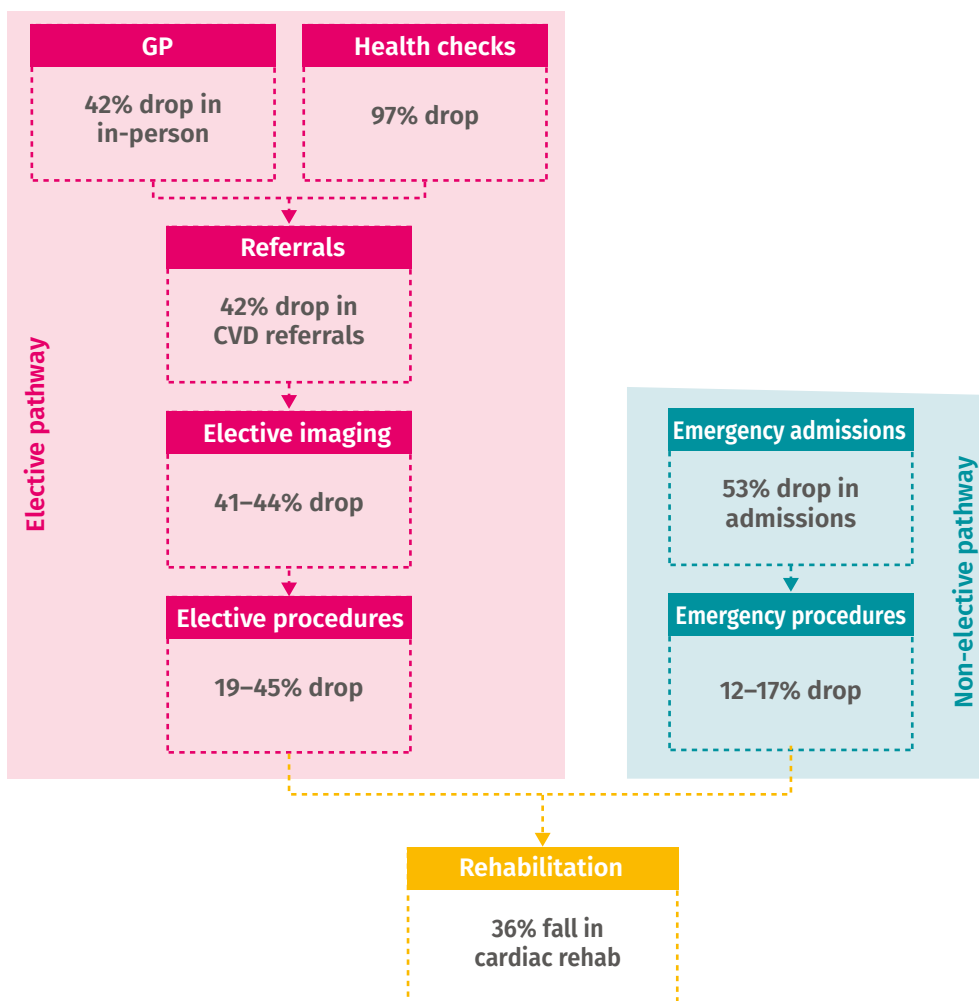 GP
42% drop in
in-person
Health checks
97% drop
Referrals
42% drop in
CVD referrals
Elective imaging
41–44% drop
Elective procedures
19–45% drop
Elective pathway
Emergency admissions
53% drop in
admissions
Emergency procedures
12–17% drop
Non-elective pathway
Rehabilitation
36% fall in
cardiac rehab